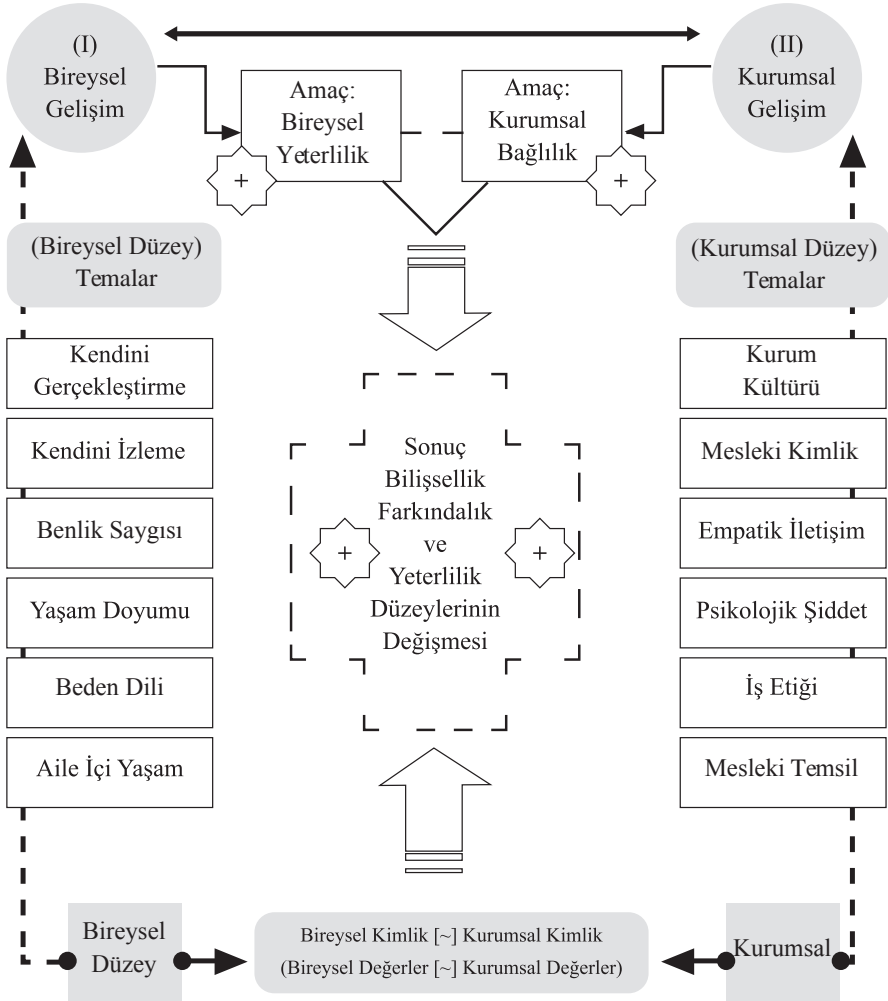 (I)
Bireysel
Gelişim
(II)
Kurumsal
Gelişim
Amaç:
Bireysel
Yeterlilik
+
Amaç:
Kurumsal
Bağlılık
+
(Bireysel Düzey)
Temalar
Kendini
Gerçekleştirme
Kendini İzleme
Benlik Saygısı
Yaşam Doyumu
Beden Dili
Aile İçi Yaşam
(Kurumsal Düzey)
Temalar
Kurum
Kültürü
Mesleki Kimlik
Empatik İletişim
Psikolojik Şiddet
İş Etiği
Mesleki Temsil
Sonuç
Bilişsellik
Farkındalık
+ ve +
Yeterlilik
Düzeylerinin
Değişmesi
Bireysel
Düzey
Bireysel Kimlik [~] Kurumsal Kimlik
(Bireysel Değerler [~] Kurumsal Değerler)
Kurumsal